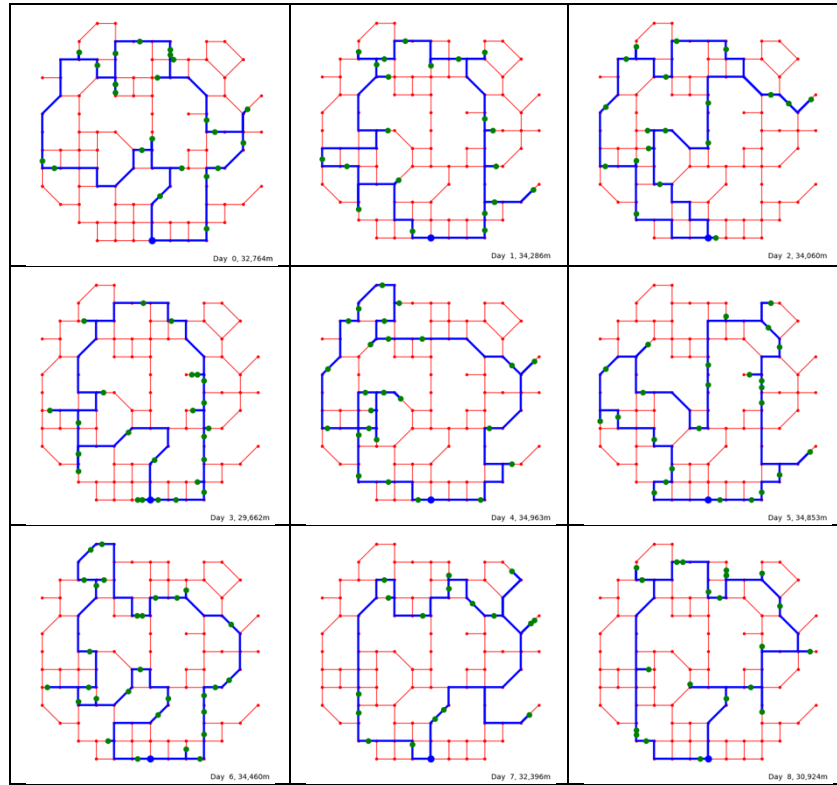 Day 0, 32,764m
Day 1, 34,286m
Day 2, 34,060m
Day 3, 29,662m
Day 4, 34,963m
Day 5, 34,853m
Day 6, 34,460m
Day 7, 32,396m
Day 8, 30,924m